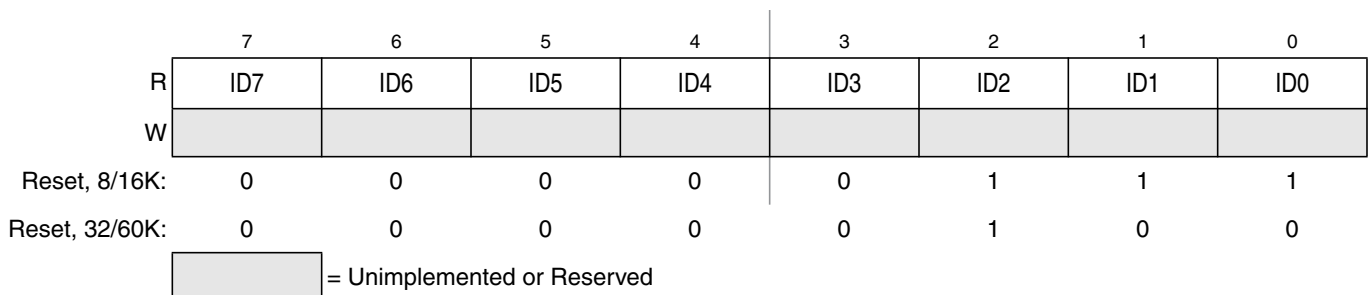 7 6 5 4 3 2 1 0
R ID7 ID6 ID5 ID4 ID3 ID2 ID1 ID0
W
Reset, 8/16K: 0 0 0 0 0 1 1 1
Reset, 32/60K: 0 0 0 0 0 1 0 0
= Unimplemented or Reserved